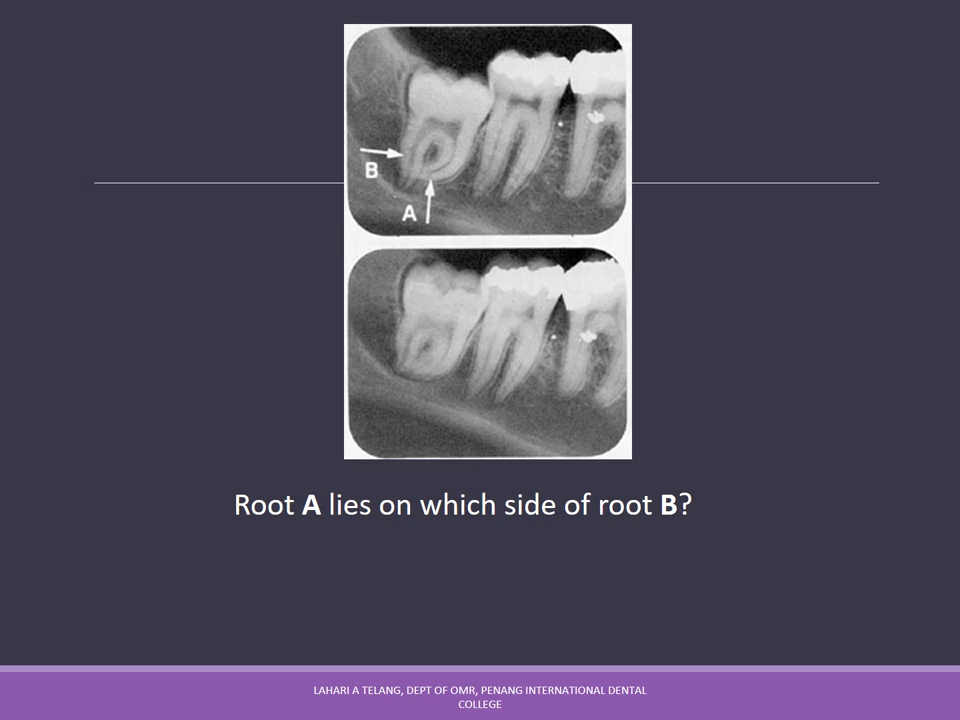 B
A
Root A lies on which side of root B?
LAHARI A TELANG, DEPT OF OMR, PENANG INTERNATIONAL DENTAL
COLLEGE